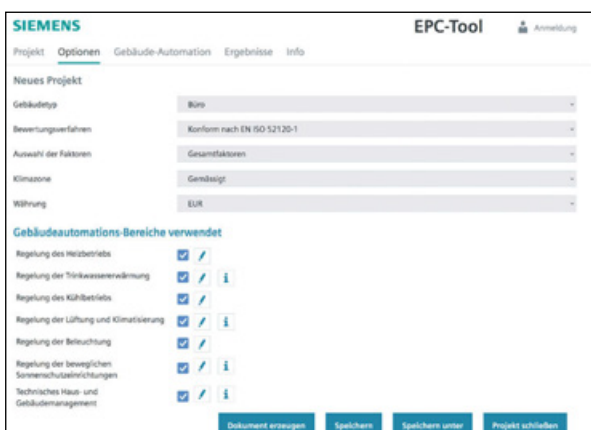 SIEMENS
EPC-Tool
Anmeldung
Projekt Optionen Gebäude-Automation Ergebnisse Info
Neues Projekt
Gebäudetyp Büro
Bewertungsverfahren Konform nach EN ISO 52120-1
Auswahl der Faktoren Gesamtfaktoren
Klimazone Gemässigt
Währung EUR
Gebäudeautomations-Bereiche verwendet
Regelung des Heizbetriebs
Regelung der Trinkwassererwärmung
Regelung des Kühlbetriebs
Regelung der Lüftung und Klimatisierung
Regelung der Beleuchtung
Regelung der beweglichen
Sonnenschutzeinrichtungen
Technisches Haus- und
Gebäudemanagement
Dokument erzeugen Speichern Speichern unter Projekt schließen